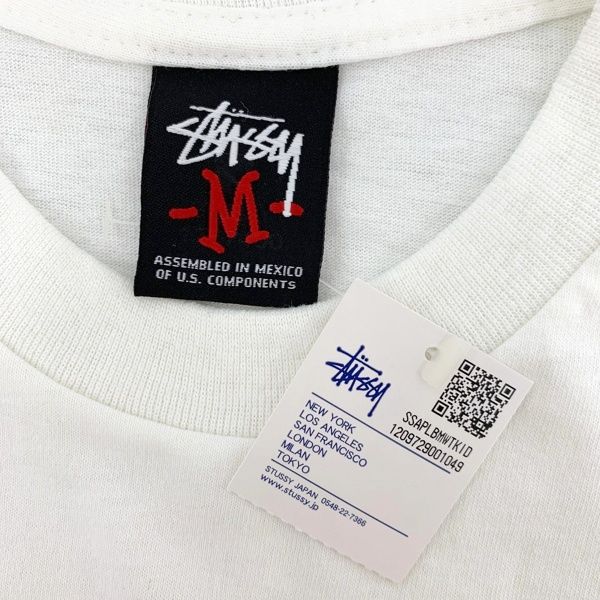 STÜSSY
-M-
ASSEMBLED IN MEXICO
OF U.S. COMPONENTS
STÜSSY
NEW YORK
LOS ANGELES
SAN FRANCISCO
LONDON
MILAN
TOKYO
STUSSY JAPAN 0548-22-7366
www.stussy.jp
SSAPLBMWTKID
1209729001049